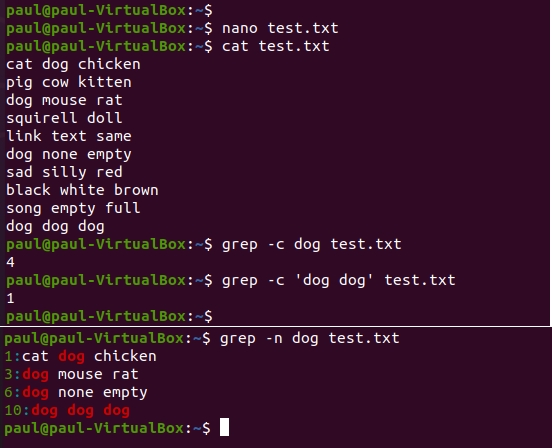 paul@paul-VirtualBox:~$
paul@paul-VirtualBox:~$ nano test.txt
paul@paul-VirtualBox:~$ cat test.txt
cat dog chicken
pig cow kitten
dog mouse rat
squirell doll
link text same
dog none empty
sad silly red
black white brown
song empty full
dog dog dog
paul@paul-VirtualBox:~$ grep -c dog test.txt
4
paul@paul-VirtualBox:~$ grep -c 'dog dog' test.txt
1
paul@paul-VirtualBox:~$
paul@paul-VirtualBox:~$ grep -n dog test.txt
1:cat dog chicken
3:dog mouse rat
6:dog none empty
10:dog dog dog
paul@paul-VirtualBox:~$